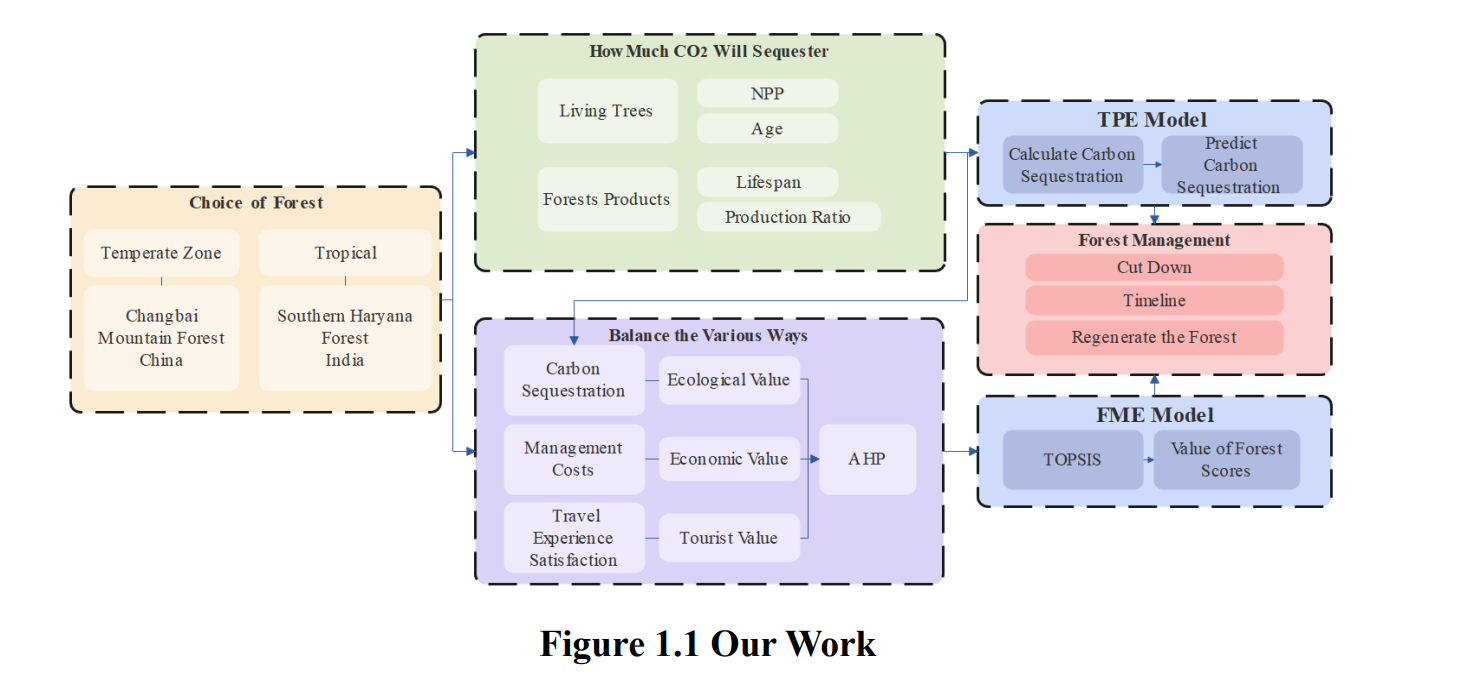 Choice of Forest
Temperate Zone
Tropical
Changbai
Mountain Forest
China
Southern Haryana
Forest
India
How Much CO2 Will Sequester
Living Trees
NPP
Age
Forests Products
Lifespan
Production Ratio
Balance the Various Ways
Carbon
Sequestration
Ecological Value
Management
Costs
Economic Value
AHP
Travel
Experience
Satisfaction
Tourist Value
TPE Model
Calculate Carbon
Sequestration
Predict
Carbon
Sequestration
Forest Management
Cut Down
Timeline
Regenerate the Forest
FME Model
TOPSIS
Value of Forest
Scores
Figure 1.1 Our Work